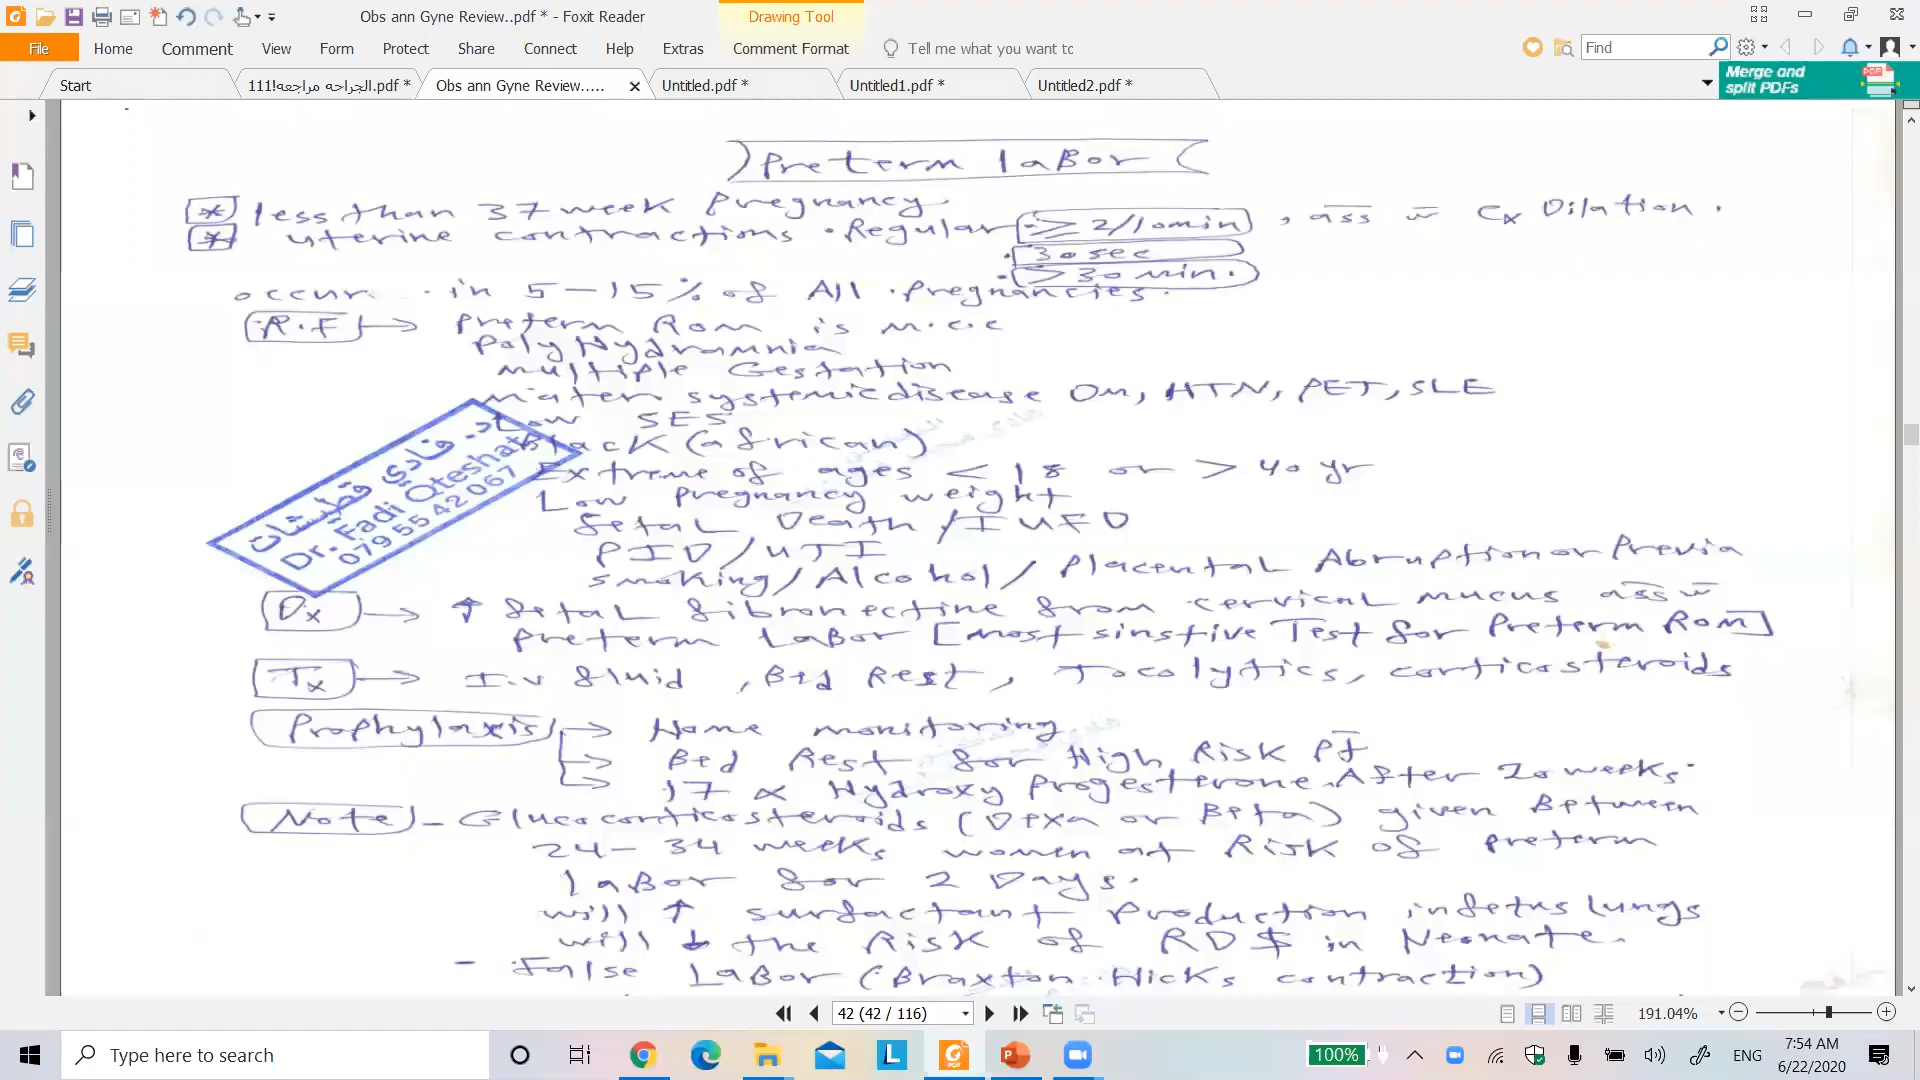 Obs ann Gyne Review..pdf * - Foxit Reader
Drawing Tool
File Home Comment View Form Protect Share Connect Help Extras Comment Format Tell me what you want to Find
Start
111!الجراحه مراجعه.pdf *
Obs ann Gyne Review......
Untitled.pdf *
Untitled1.pdf *
Untitled2.pdf *
Merge and split PDFs
Preterm laBor
* less than 37 week Pregnancy.
* uterine contractions . Regular ≥ 2/10min , ass w Cx Dilation .
. 30 sec
. > 30 min.
occur . in 5-15% of All .pregnancies.
R.F → Preterm Rom is m.c.c
PolyHydramnia
multiple Gestation
mater systemic disease Dm, HTN, PET, SLE
Low SES
Black (african)
Extreme of ages < 18 or > 40 yr
Low pregnancy weight
fetal Death / IUFD
PID/UTI
smoking / Alcohol / Placental Abruption or Previa
د. فادي قطيشات
Dr. Fadi Qteshat
079 55 42 067
Dx → ↑ fetal fibronectine from cervical mucus ass w
preterm Labor [most sinstive Test for Preterm Rom]
Tx → I.v fluid , Bed Rest, Tocolytics, corticosteroids
Prophylaxis → Home monitoring
→ Bed Rest for High Risk Pt
→ 17 α Hydroxy Progesterone After 20 weeks.
Note - Glucocorticosteroids (Dexa or Beta) given Between
24-34 weeks women at Risk of preterm
laBor for 2 Days.
will ↑ surfactant Production in fetus lungs
will ↓ the Risk of RDS in Neonate.
- False LaBor (Braxton Hicks contraction)
42 (42 / 116)
191.04%
Type here to search
100%
ENG
7:54 AM
6/22/2020